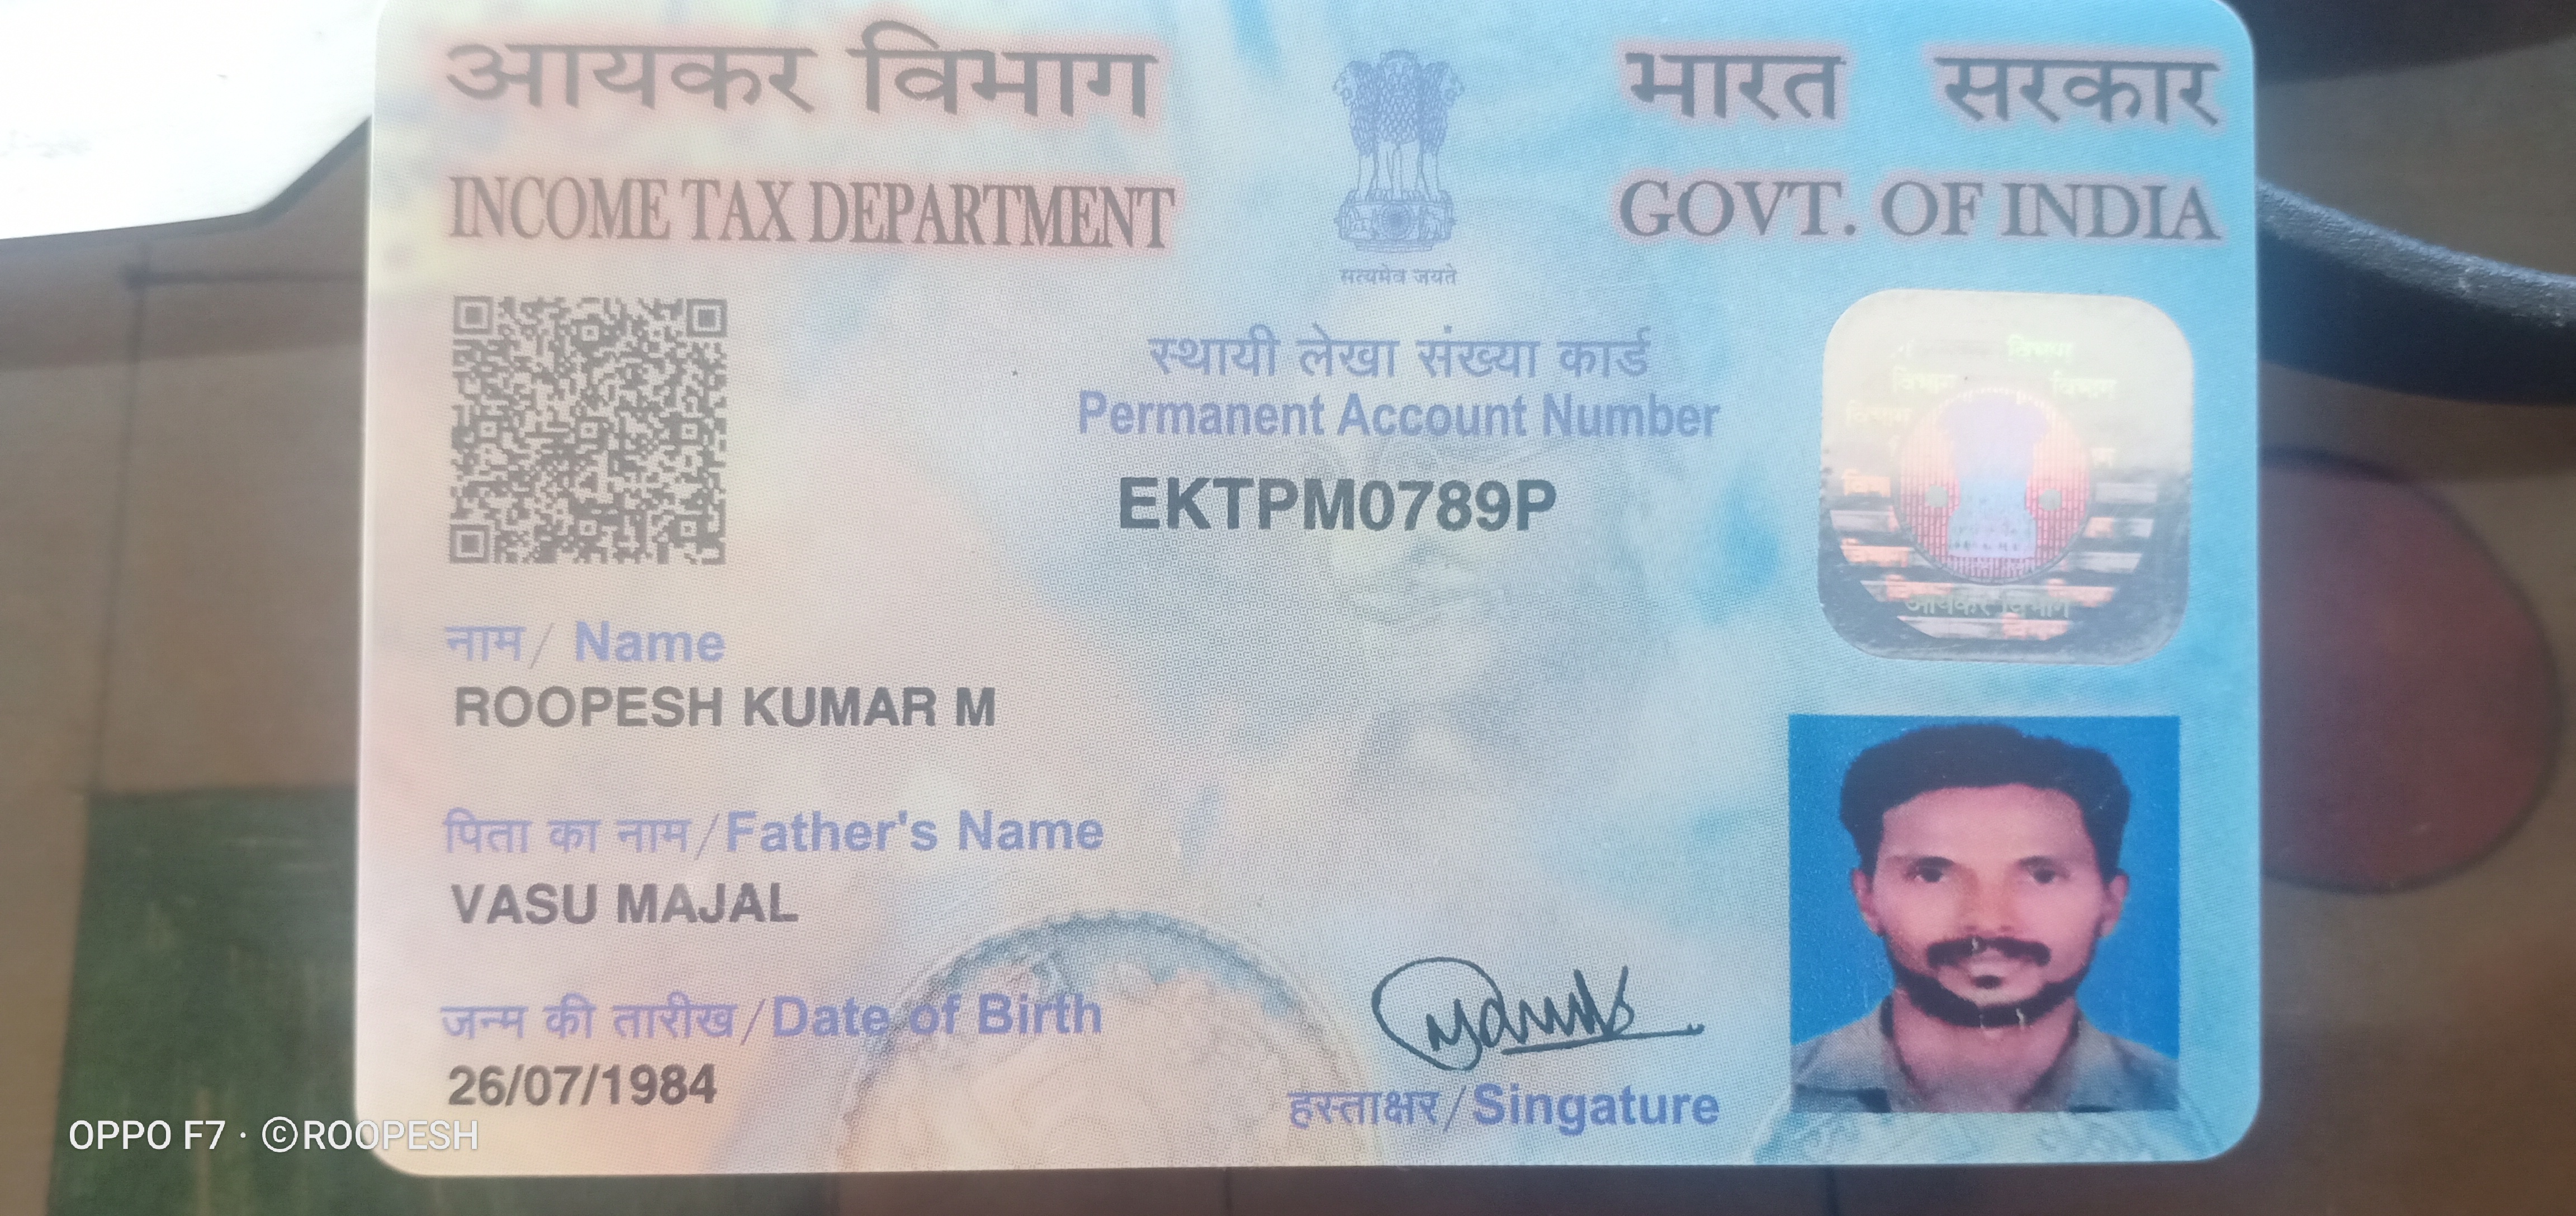 आयकर विभाग
INCOME TAX DEPARTMENT
भारत सरकार
GOVT. OF INDIA
सत्यमेव जयते
स्थायी लेखा संख्या कार्ड
Permanent Account Number
EKTPM0789P
विभाग
विभाग विभाग
आयकर विभाग
नाम / Name
ROOPESH KUMAR M
पिता का नाम / Father's Name
VASU MAJAL
जन्म की तारीख / Date of Birth
26/07/1984
हस्ताक्षर / Singature
OPPO F7 · ©ROOPESH